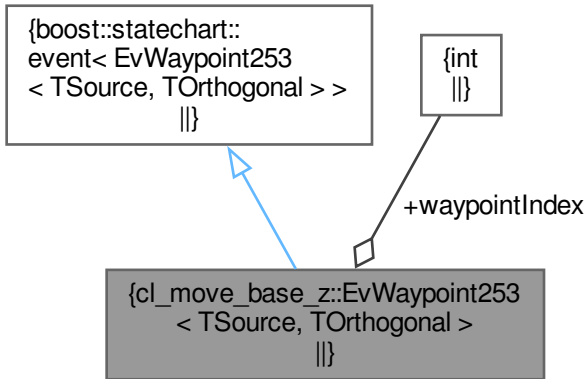 {boost::statechart::
event< EvWaypoint253
< TSource, TOrthogonal > >
||}
{int
||}
+waypointIndex
{cl_move_base_z::EvWaypoint253
< TSource, TOrthogonal >
||}